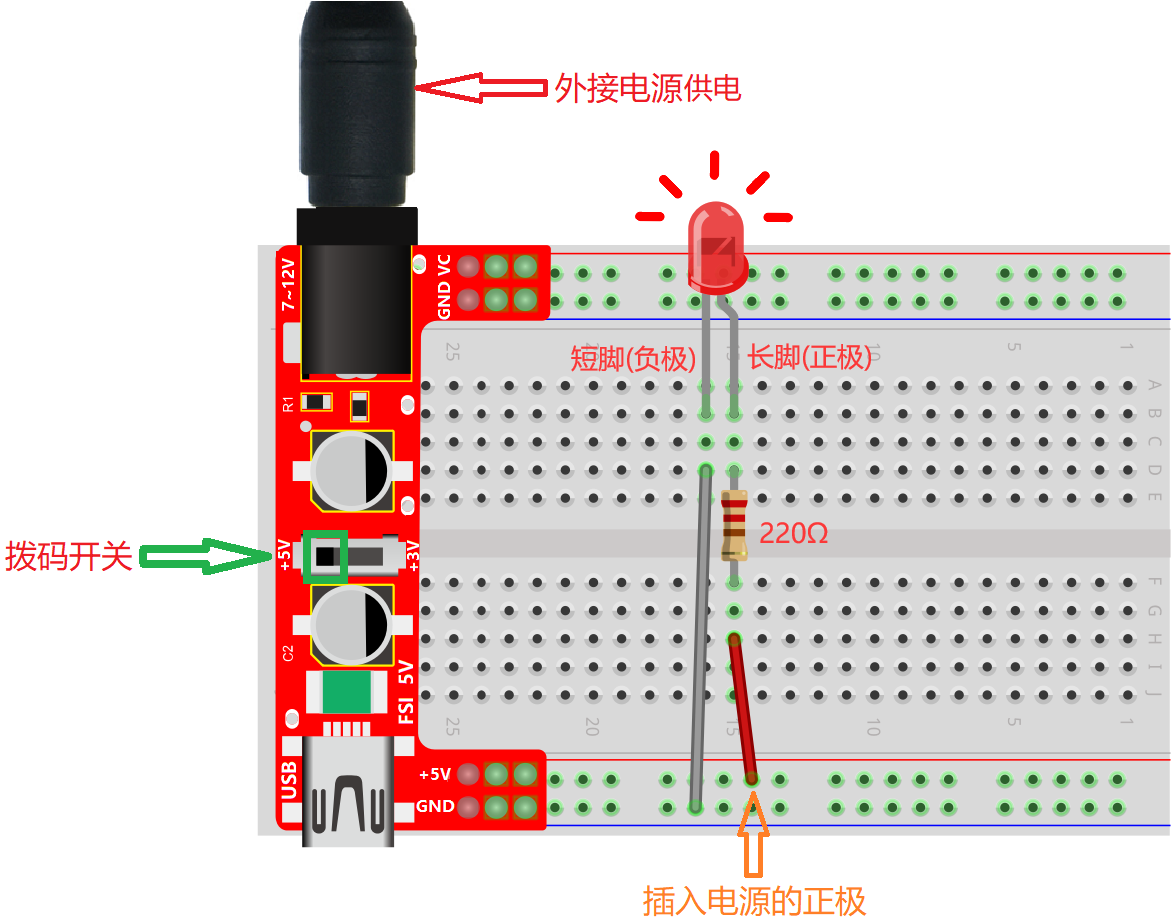 外接电源供电
7~12V
GND VC
短脚(负极)
长脚(正极)
25
15
10
5
1
R1
A
B
C
D
E
220Ω
拨码开关
+5V
+3V
F
G
H
I
J
C2
FSI 5V
25
20
15
10
5
1
USB
+5V
GND
插入电源的正极